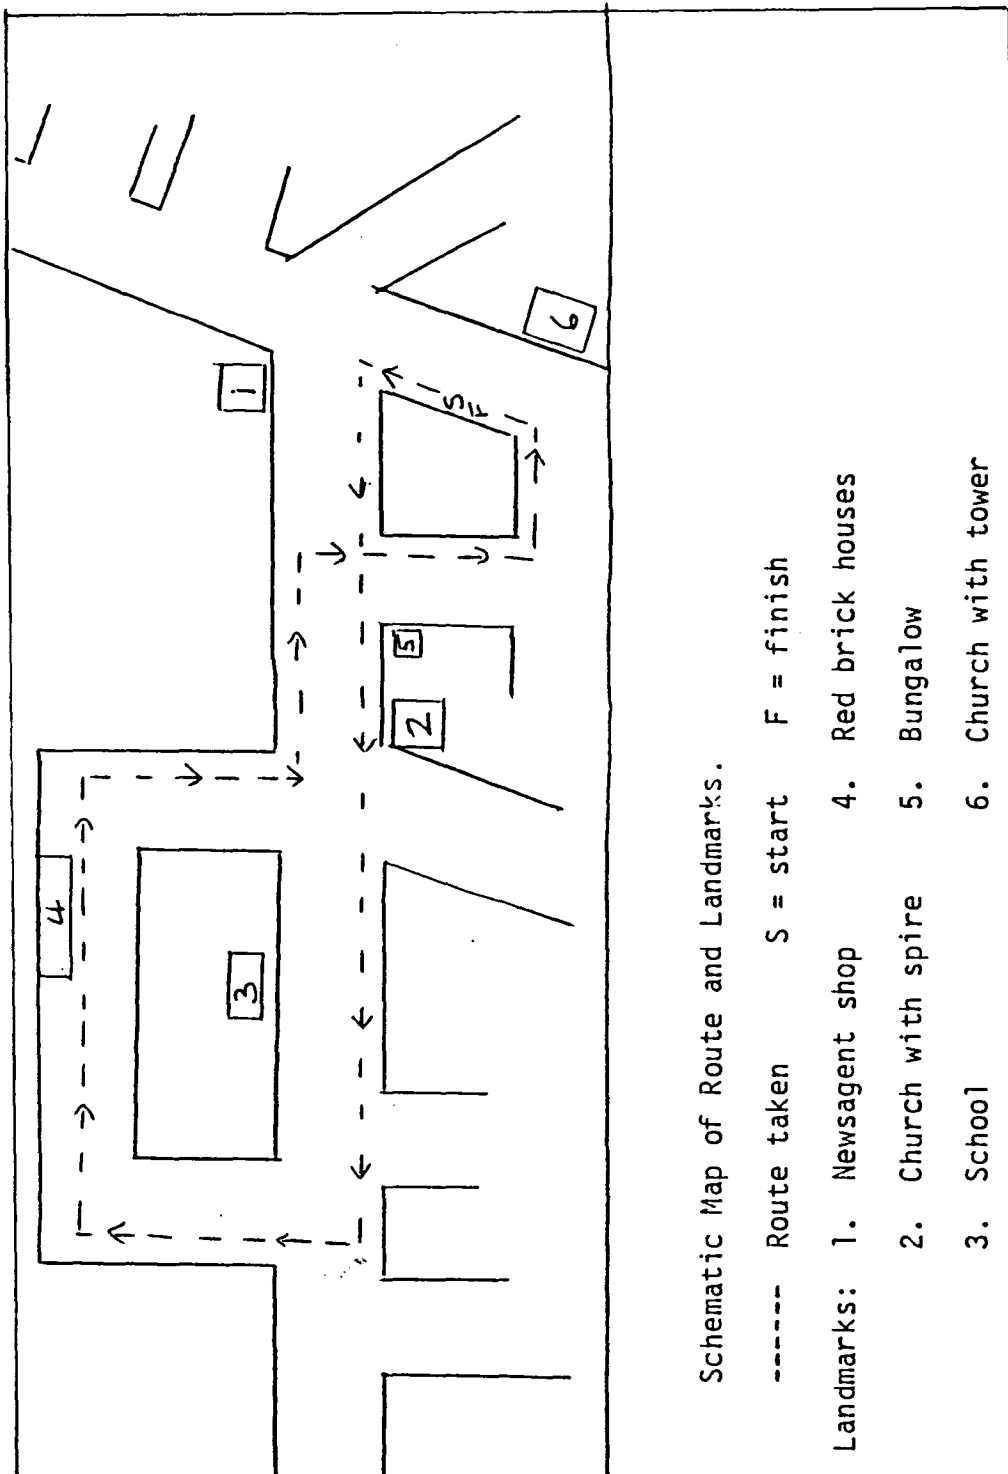 1
6
S
F
5
2
4
3
Schematic Map of Route and Landmarks.
------ Route taken S = start F = finish
Landmarks: 1. Newsagent shop 4. Red brick houses
2. Church with spire 5. Bungalow
3. School 6. Church with tower